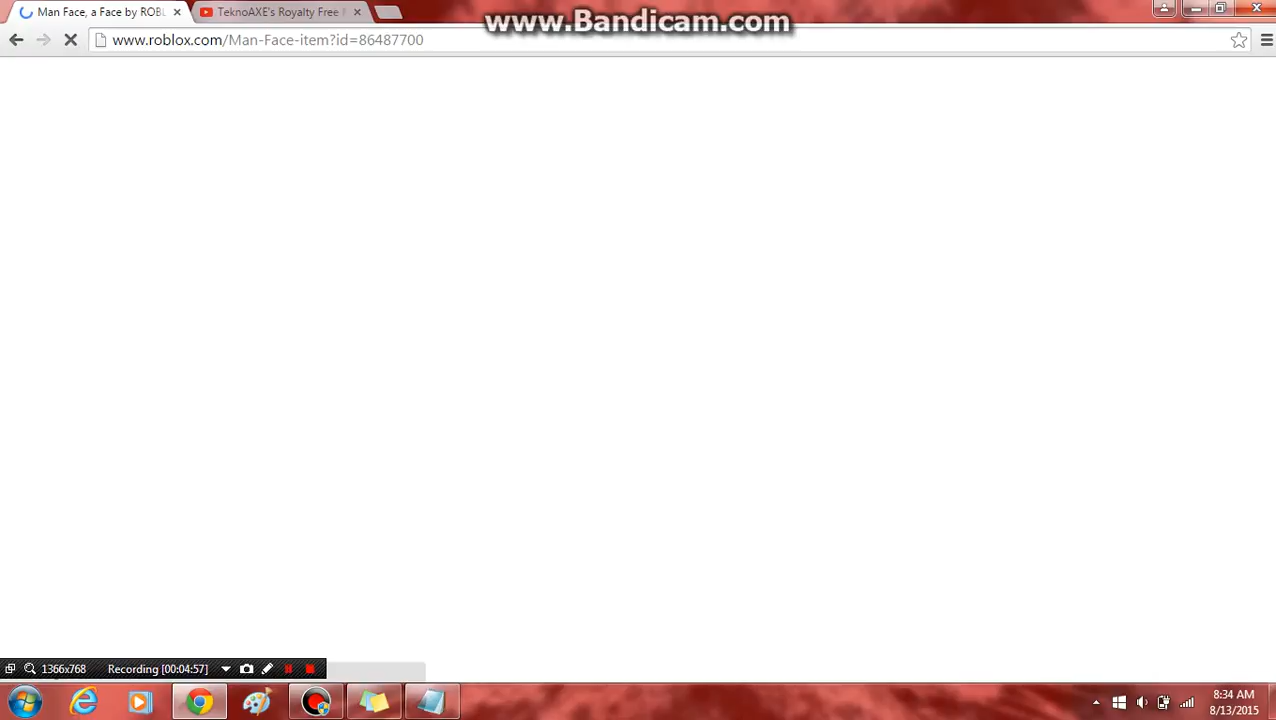 Man Face, a Face by ROBL
TeknoAXE's Royalty Free
www.Bandicam.com
www.roblox.com/Man-Face-item?id=86487700
1366x768
Recording [00:04:57]
8:34 AM
8/13/2015